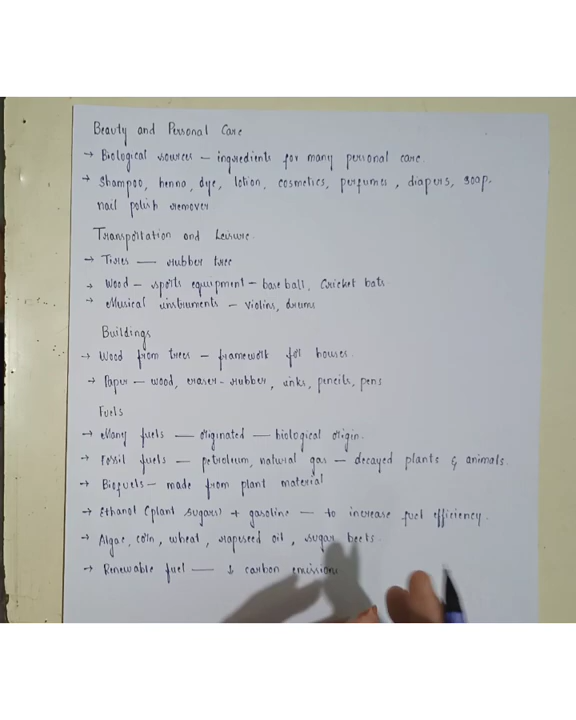 Beauty and Personal Care
→ Biological sources – ingredients for many personal care.
→ Shampoo, henna, dye, lotion, cosmetics, perfumes, diapers, soap.
nail polish remover
Transportation and Leisure.
→ Tires — rubber tree
→ Wood – sports equipment – base ball, Cricket bats.
→ Musical instruments – violins, drums
Buildings
→ Wood from trees – framework for houses.
→ Paper – wood, eraser – rubber, inks, pencils, pens
Fuels
→ Many fuels — originated — biological origin.
→ Fossil fuels – petroleum, natural gas – decayed plants & animals.
→ Biofuels – made from plant material
→ Ethanol (plant sugars) + gasoline – to increase fuel efficiency.
→ Algae, corn, wheat, rapeseed oil, sugar beets.
→ Renewable fuel — ↓ carbon emissions